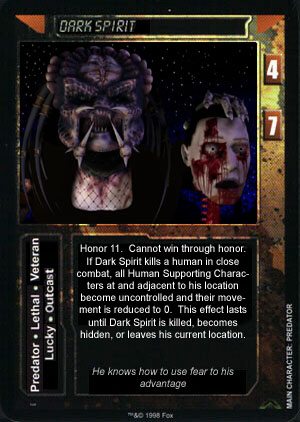 DARK SPIRIT
4
7
Predator • Lethal • Veteran
Lucky • Outcast
Honor 11. Cannot win through honor.
If Dark Spirit kills a human in close
combat, all Human Supporting Charac-
ters at and adjacent to his location
become uncontrolled and their move-
ment is reduced to 0. This effect lasts
until Dark Spirit is killed, becomes
hidden, or leaves his current location.
He knows how to use fear to his
advantage
MAIN CHARACTER: PREDATOR
™&© 1998 Fox